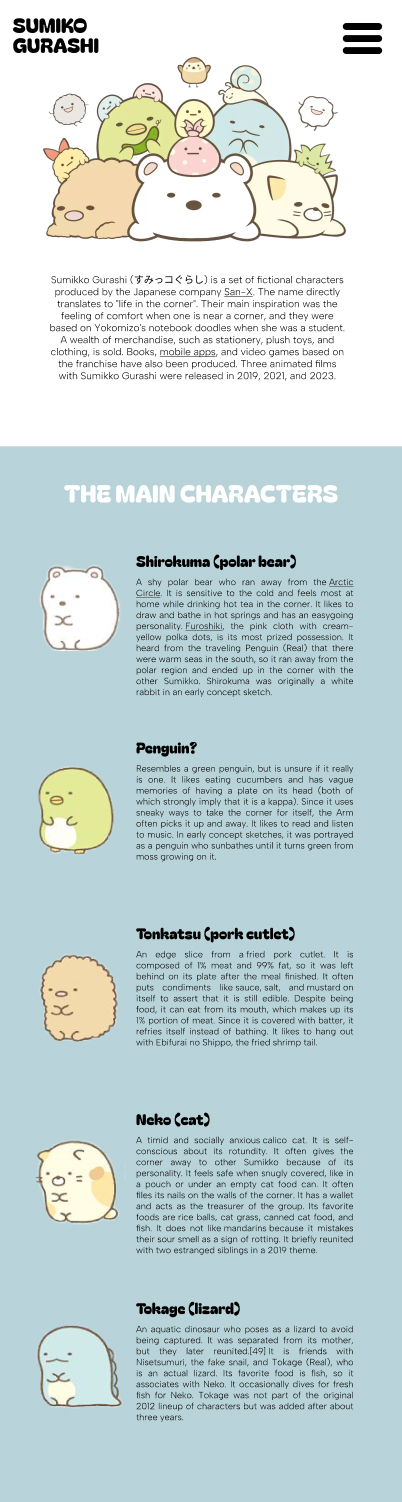 SUMIKO
GURASHI
Sumikko Gurashi (すみっコぐらし) is a set of fictional characters
produced by the Japanese company San-X. The name directly
translates to "life in the corner". Their main inspiration was the
feeling of comfort when one is near a corner, and they were
based on Yokomizo's notebook doodles when she was a student.
A wealth of merchandise, such as stationery, plush toys, and
clothing, is sold. Books, mobile apps, and video games based on
the franchise have also been produced. Three animated films
with Sumikko Gurashi were released in 2019, 2021, and 2023.
THE MAIN CHARACTERS
Shirokuma (polar bear)
A shy polar bear who ran away from the Arctic
Circle. It is sensitive to the cold and feels most at
home while drinking hot tea in the corner. It likes to
draw and bathe in hot springs and has an easygoing
personality. Furoshiki, the pink cloth with cream-
yellow polka dots, is its most prized possession. It
heard from the traveling Penguin (Real) that there
were warm seas in the south, so it ran away from the
polar region and ended up in the corner with the
other Sumikko. Shirokuma was originally a white
rabbit in an early concept sketch.
Penguin?
Resembles a green penguin, but is unsure if it really
is one. It likes eating cucumbers and has vague
memories of having a plate on its head (both of
which strongly imply that it is a kappa). Since it uses
sneaky ways to take the corner for itself, the Arm
often picks it up and away. It likes to read and listen
to music. In early concept sketches, it was portrayed
as a penguin who sunbathes until it turns green from
moss growing on it.
Tonkatsu (pork cutlet)
An edge slice from a fried pork cutlet. It is
composed of 1% meat and 99% fat, so it was left
behind on its plate after the meal finished. It often
puts condiments like sauce, salt, and mustard on
itself to assert that it is still edible. Despite being
food, it can eat from its mouth, which makes up its
1% portion of meat. Since it is covered with batter, it
refries itself instead of bathing. It likes to hang out
with Ebifurai no Shippo, the fried shrimp tail.
Neko (cat)
A timid and socially anxious calico cat. It is self-
conscious about its rotundity. It often gives the
corner away to other Sumikko because of its
personality. It feels safe when snugly covered, like in
a pouch or under an empty cat food can. It often
files its nails on the walls of the corner. It has a wallet
and acts as the treasurer of the group. Its favorite
foods are rice balls, cat grass, canned cat food, and
fish. It does not like mandarins because it mistakes
their sour smell as a sign of rotting. It briefly reunited
with two estranged siblings in a 2019 theme.
Tokage (lizard)
An aquatic dinosaur who poses as a lizard to avoid
being captured. It was separated from its mother,
but they later reunited.[49] It is friends with
Nisetsumuri, the fake snail, and Tokage (Real), who
is an actual lizard. Its favorite food is fish, so it
associates with Neko. It occasionally dives for fresh
fish for Neko. Tokage was not part of the original
2012 lineup of characters but was added after about
three years.